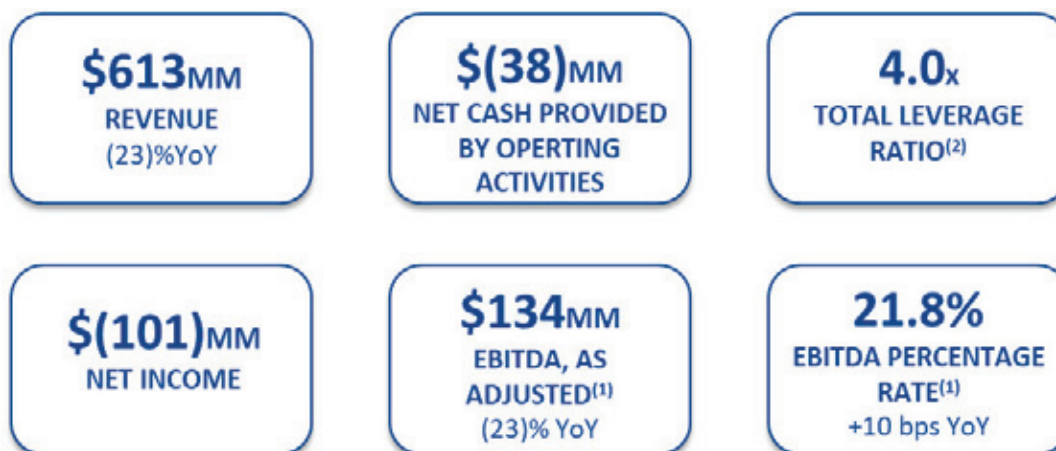 $613MM
REVENUE
(23)%YoY
$(38)MM
NET CASH PROVIDED
BY OPERTING
ACTIVITIES
4.0x
TOTAL LEVERAGE
RATIO(2)
$(101)MM
NET INCOME
$134MM
EBITDA, AS
ADJUSTED(1)
(23)% YoY
21.8%
EBITDA PERCENTAGE
RATE(1)
+10 bps YoY